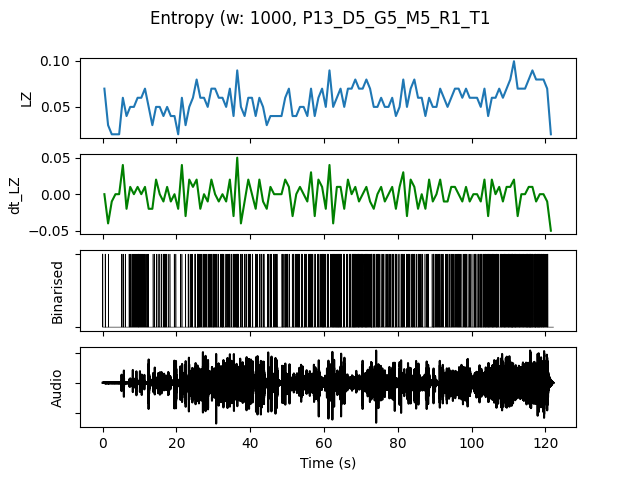 Entropy (w: 1000, P13_D5_G5_M5_R1_T1
0.10
0.05
LZ
0.05
0.00
−0.05
dt_LZ
Binarised
Audio
0 20 40 60 80 100 120
Time (s)